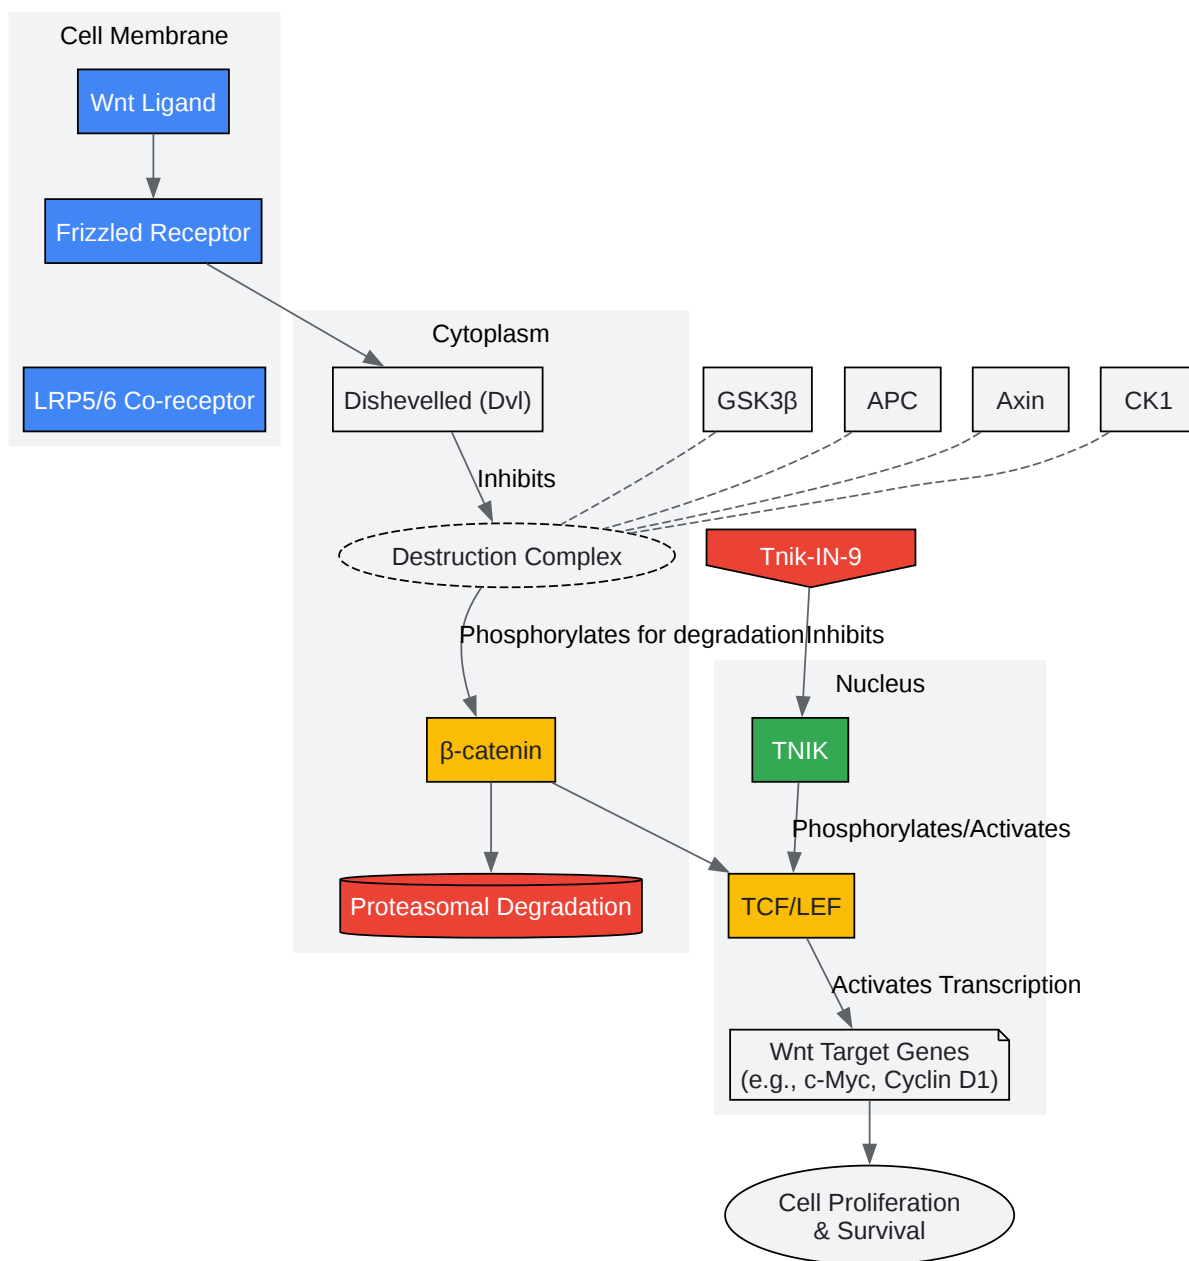 Cell Membrane
Wnt Ligand
Frizzled Receptor
LRP5/6 Co-receptor
Cytoplasm
Dishevelled (Dvl)
GSK3β
APC
Axin
CK1
Inhibits
Destruction Complex
Tnik-IN-9
Phosphorylates for degradation
Inhibits
Nucleus
β-catenin
TNIK
Phosphorylates/Activates
Proteasomal Degradation
TCF/LEF
Activates Transcription
Wnt Target Genes
(e.g., c-Myc, Cyclin D1)
Cell Proliferation
& Survival